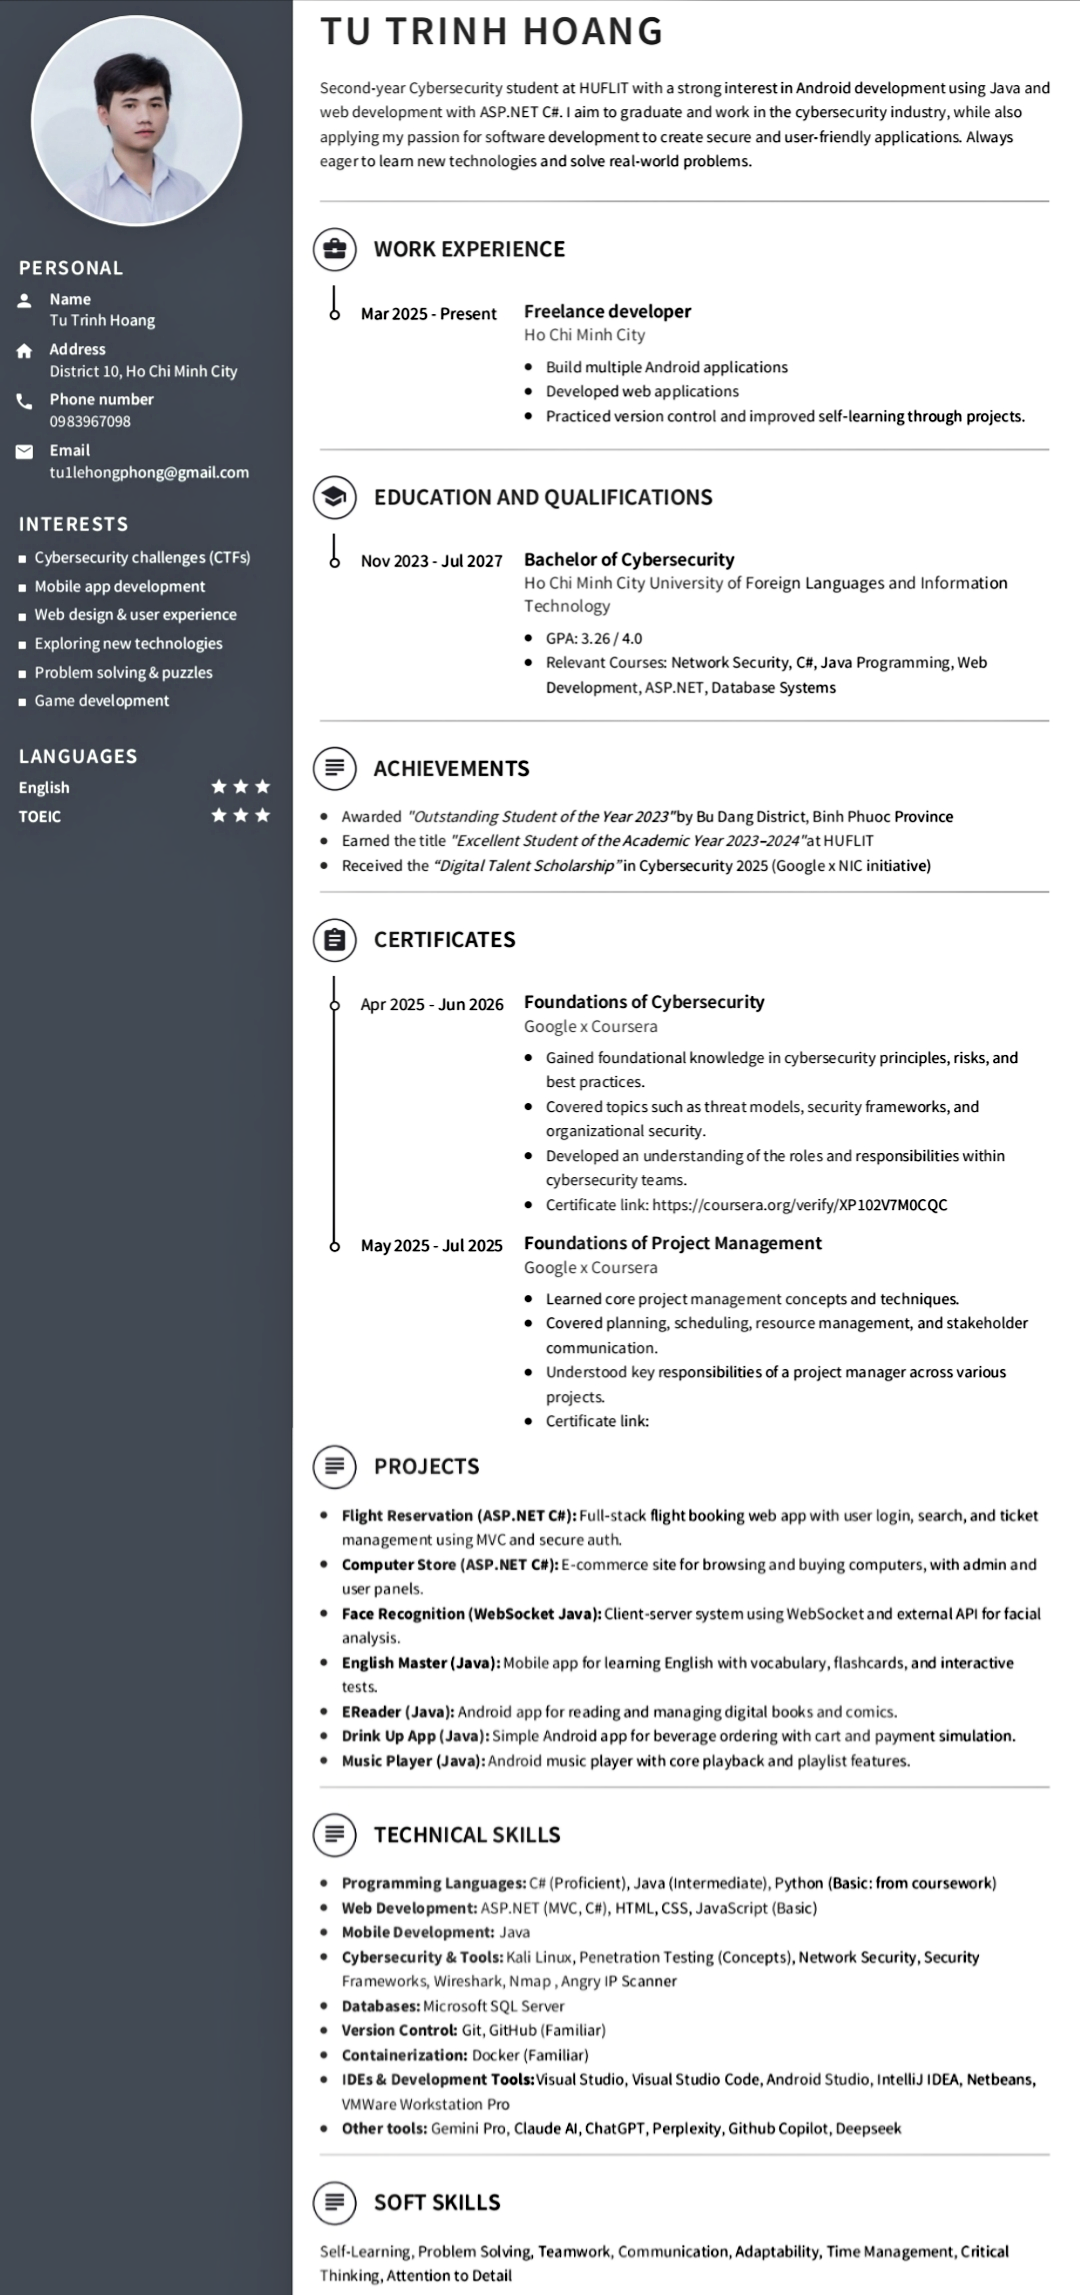 TU TRINH HOANG
Second-year Cybersecurity student at HUFLIT with a strong interest in Android development using Java and
web development with ASP.NET C#. I aim to graduate and work in the cybersecurity industry, while also
applying my passion for software development to create secure and user-friendly applications. Always
eager to learn new technologies and solve real-world problems.
PERSONAL
Name
Tu Trinh Hoang
Address
District 10, Ho Chi Minh City
Phone number
0983967098
Email
tu1lehongphong@gmail.com
INTERESTS
Cybersecurity challenges (CTFs)
Mobile app development
Web design & user experience
Exploring new technologies
Problem solving & puzzles
Game development
LANGUAGES
English
TOEIC
WORK EXPERIENCE
Mar 2025 - Present
Freelance developer
Ho Chi Minh City
Build multiple Android applications
Developed web applications
Practiced version control and improved self-learning through projects.
EDUCATION AND QUALIFICATIONS
Nov 2023 - Jul 2027
Bachelor of Cybersecurity
Ho Chi Minh City University of Foreign Languages and Information
Technology
GPA: 3.26 / 4.0
Relevant Courses: Network Security, C#, Java Programming, Web
Development, ASP.NET, Database Systems
ACHIEVEMENTS
Awarded "Outstanding Student of the Year 2023"by Bu Dang District, Binh Phuoc Province
Earned the title "Excellent Student of the Academic Year 2023–2024"at HUFLIT
Received the “Digital Talent Scholarship”in Cybersecurity 2025 (Google x NIC initiative)
CERTIFICATES
Apr 2025 - Jun 2026
Foundations of Cybersecurity
Google x Coursera
Gained foundational knowledge in cybersecurity principles, risks, and
best practices.
Covered topics such as threat models, security frameworks, and
organizational security.
Developed an understanding of the roles and responsibilities within
cybersecurity teams.
Certificate link: https://coursera.org/verify/XP102V7M0CQC
May 2025 - Jul 2025
Foundations of Project Management
Google x Coursera
Learned core project management concepts and techniques.
Covered planning, scheduling, resource management, and stakeholder
communication.
Understood key responsibilities of a project manager across various
projects.
Certificate link:
PROJECTS
Flight Reservation (ASP.NET C#): Full-stack flight booking web app with user login, search, and ticket
management using MVC and secure auth.
Computer Store (ASP.NET C#): E-commerce site for browsing and buying computers, with admin and
user panels.
Face Recognition (WebSocket Java): Client-server system using WebSocket and external API for facial
analysis.
English Master (Java): Mobile app for learning English with vocabulary, flashcards, and interactive
tests.
EReader (Java): Android app for reading and managing digital books and comics.
Drink Up App (Java): Simple Android app for beverage ordering with cart and payment simulation.
Music Player (Java): Android music player with core playback and playlist features.
TECHNICAL SKILLS
Programming Languages: C# (Proficient), Java (Intermediate), Python (Basic: from coursework)
Web Development: ASP.NET (MVC, C#), HTML, CSS, JavaScript (Basic)
Mobile Development: Java
Cybersecurity & Tools: Kali Linux, Penetration Testing (Concepts), Network Security, Security
Frameworks, Wireshark, Nmap , Angry IP Scanner
Databases: Microsoft SQL Server
Version Control: Git, GitHub (Familiar)
Containerization: Docker (Familiar)
IDEs & Development Tools:Visual Studio, Visual Studio Code, Android Studio, IntelliJ IDEA, Netbeans,
VMWare Workstation Pro
Other tools: Gemini Pro, Claude AI, ChatGPT, Perplexity, Github Copilot, Deepseek
SOFT SKILLS
Self-Learning, Problem Solving, Teamwork, Communication, Adaptability, Time Management, Critical
Thinking, Attention to Detail